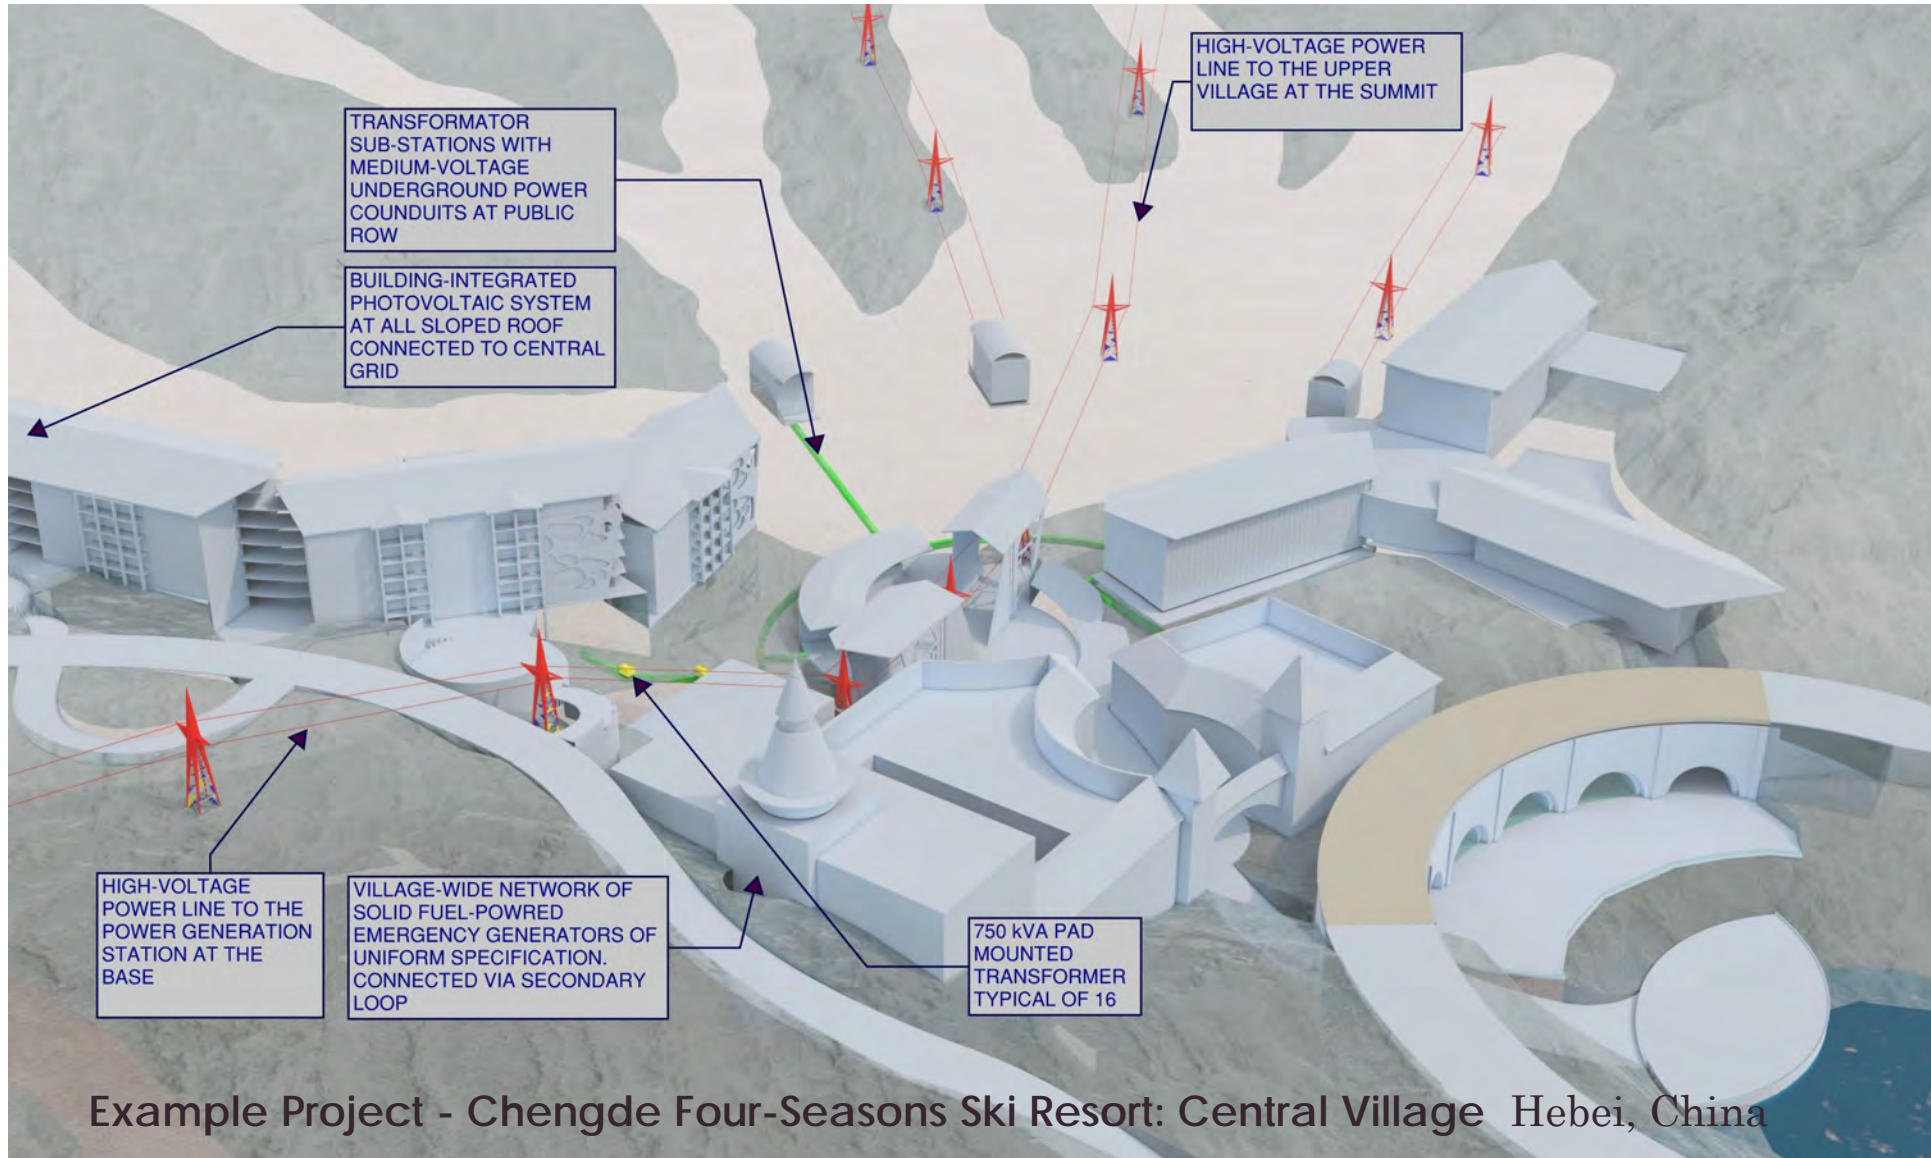 HIGH-VOLTAGE POWER
LINE TO THE UPPER
VILLAGE AT THE SUMMIT
TRANSFORMATOR
SUB-STATIONS WITH
MEDIUM-VOLTAGE
UNDERGROUND POWER
COUNDUITS AT PUBLIC
ROW
BUILDING-INTEGRATED
PHOTOVOLTAIC SYSTEM
AT ALL SLOPED ROOF
CONNECTED TO CENTRAL
GRID
HIGH-VOLTAGE
POWER LINE TO THE
POWER GENERATION
STATION AT THE
BASE
VILLAGE-WIDE NETWORK OF
SOLID FUEL-POWRED
EMERGENCY GENERATORS OF
UNIFORM SPECIFICATION.
CONNECTED VIA SECONDARY
LOOP
750 kVA PAD
MOUNTED
TRANSFORMER
TYPICAL OF 16
Example Project - Chengde Four-Seasons Ski Resort: Central Village Hebei, China